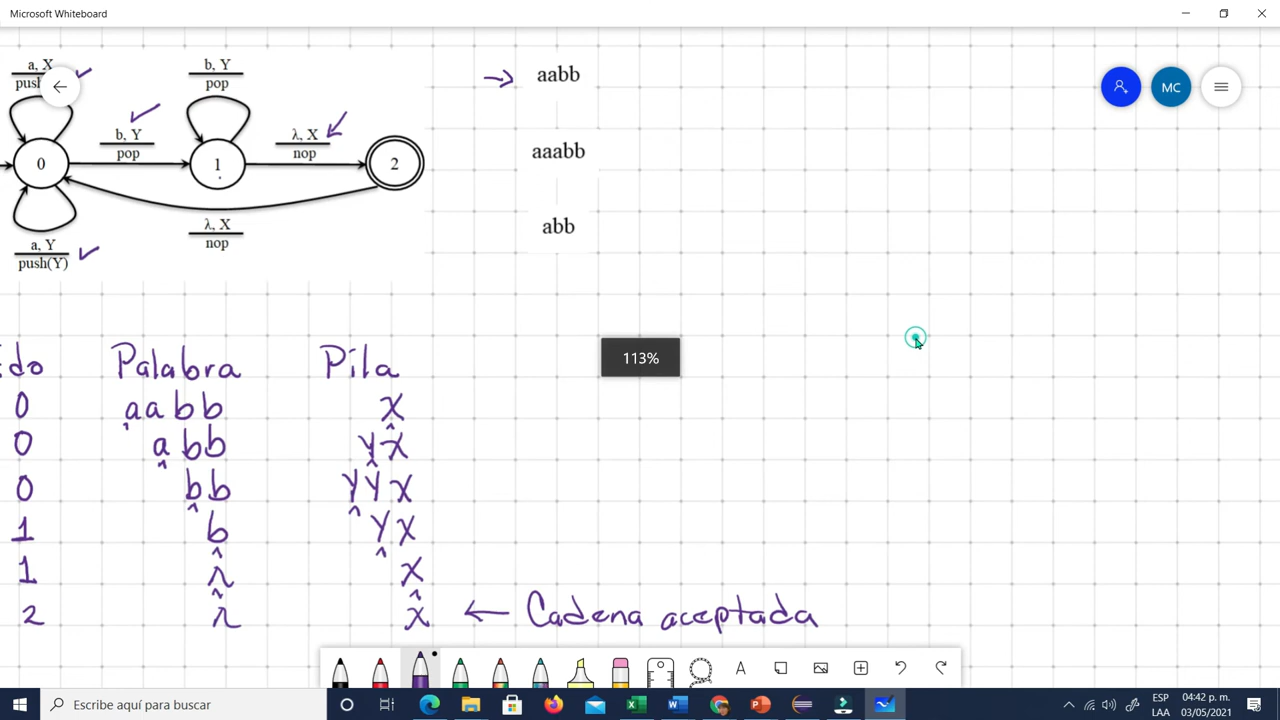 Microsoft Whiteboard
a, X
push
b, Y
pop
b, Y
pop
λ, X
nop
0
1
2
λ, X
nop
a, Y
push(Y)
→ aabb
aaabb
abb
MC
113%
do Palabra Pila
0 aabb X
0 abb YX
0 bb YYX
1 b YX
1 λ X
2 λ X ← Cadena aceptada
A
Escribe aquí para buscar
ESP
LAA
04:42 p. m.
03/05/2021